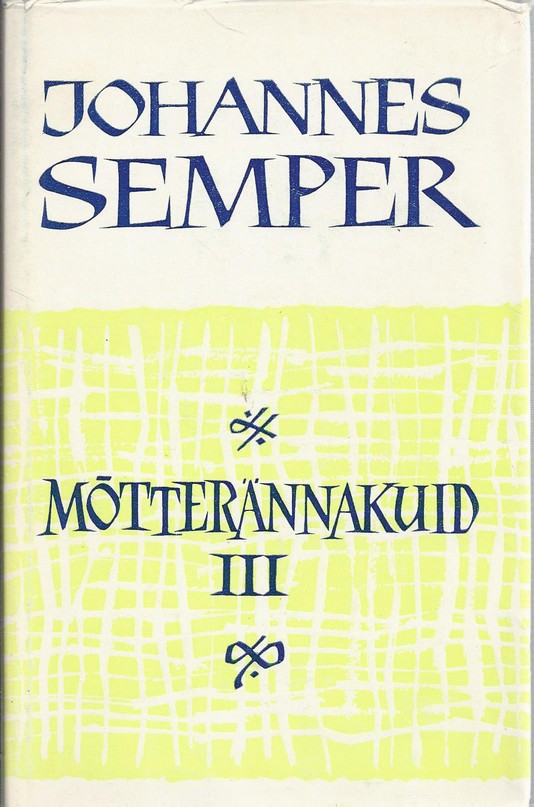 JOHANNES
SEMPER
MÕTTERÄNNAKUID
III